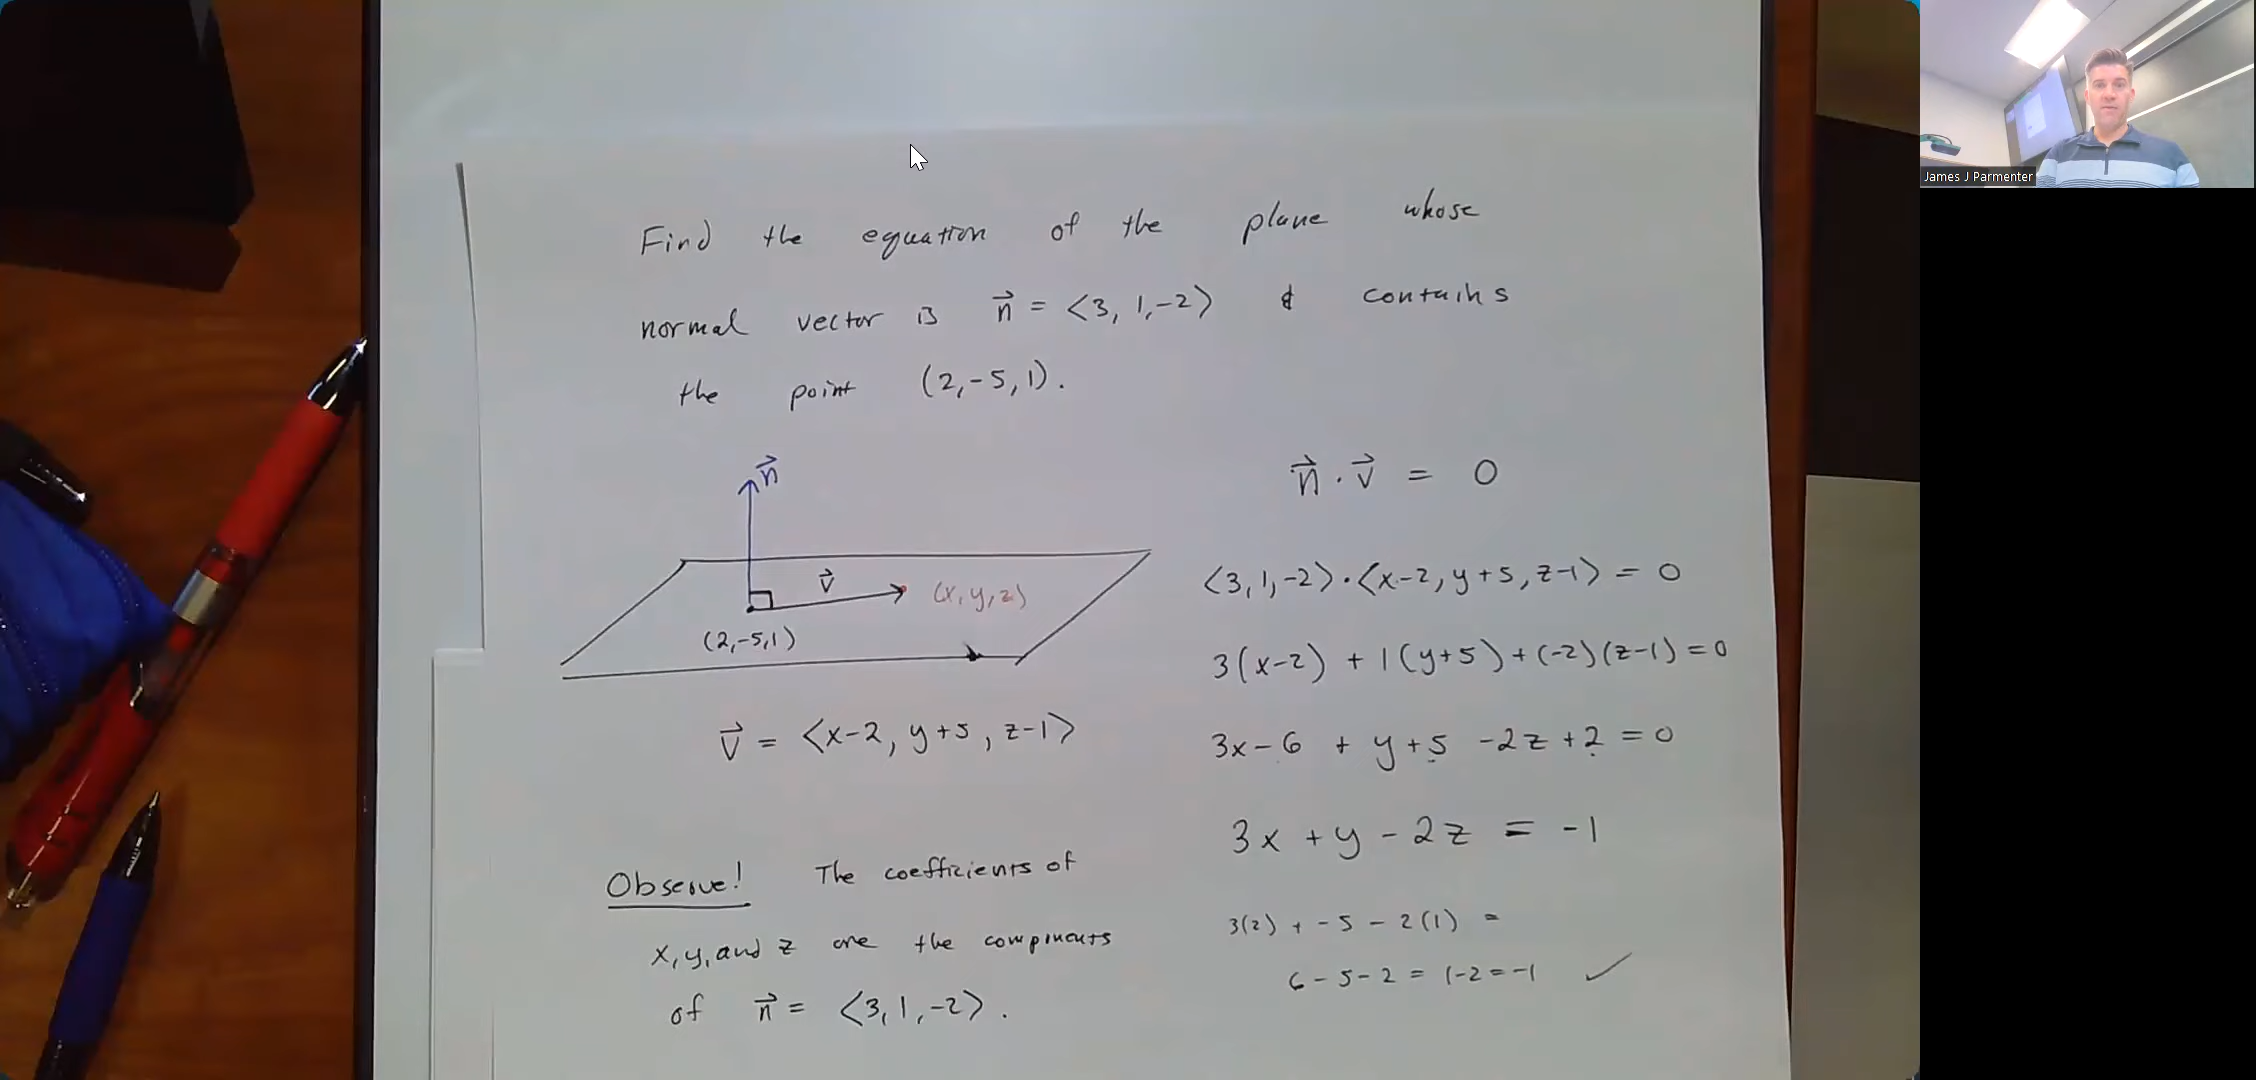 James J Parmenter
Find the equation of the plane whose
normal vector is n⃗ = ⟨3, 1, -2⟩ & contains
the point (2, -5, 1).
n⃗
v⃗
(x, y, z)
(2, -5, 1)
v⃗ = ⟨x-2, y+5, z-1⟩
Observe! The coefficients of
x, y, and z are the components
of n⃗ = ⟨3, 1, -2⟩.
n⃗ · v⃗ = 0
⟨3, 1, -2⟩ · ⟨x-2, y+5, z-1⟩ = 0
3(x-2) + 1(y+5) + (-2)(z-1) = 0
3x - 6 + y + 5 - 2z + 2 = 0
3x + y - 2z = -1
3(2) + -5 - 2(1) =
6 - 5 - 2 = 1 - 2 = -1 ✓